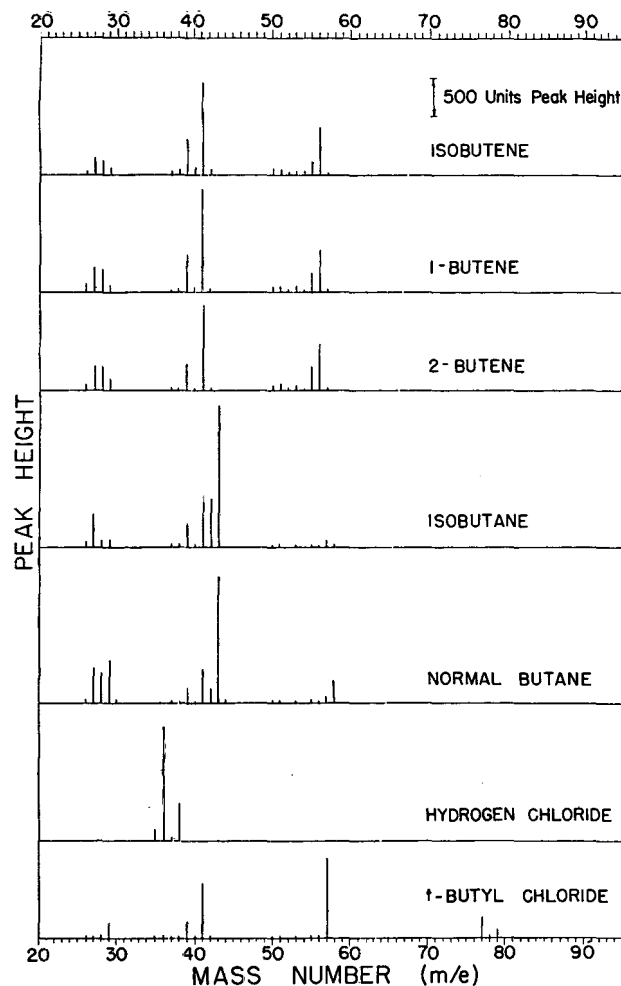 20 30 40 50 60 70 80 90
500 Units Peak Height
ISOBUTENE
1-BUTENE
2-BUTENE
ISOBUTANE
NORMAL BUTANE
HYDROGEN CHLORIDE
t-BUTYL CHLORIDE
PEAK HEIGHT
20 30 40 50 60 70 80 90
MASS NUMBER (m/e)